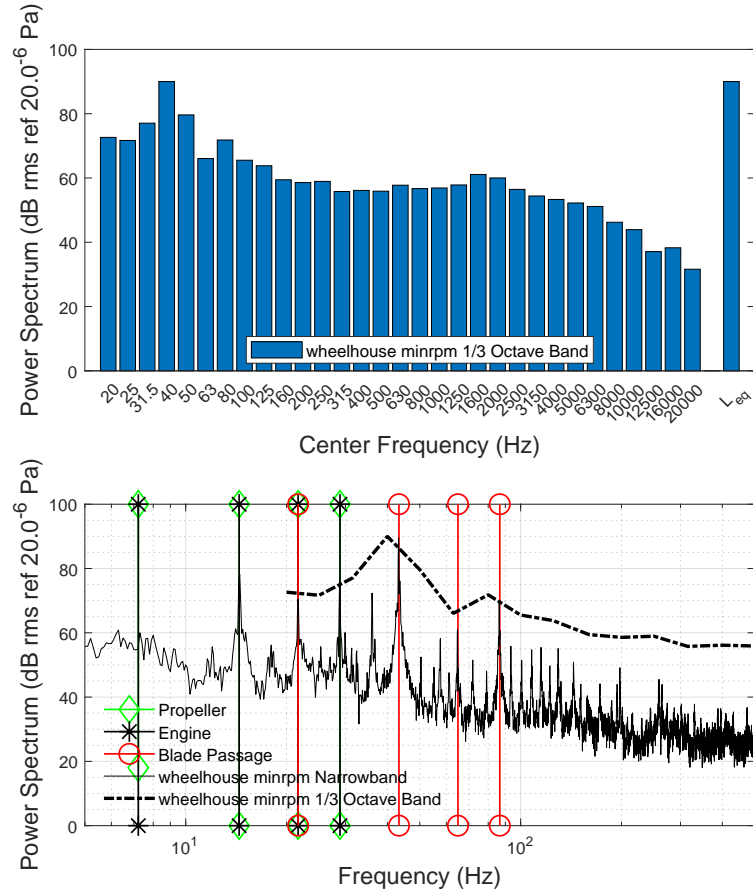 100
80
60
40
20
0
Power Spectrum (dB rms ref 20.0⁻⁶ Pa)
wheelhouse minrpm 1/3 Octave Band
20 25 31.5 40 50 63 80 100 125 160 200 250 315 400 500 630 800 1000 1250 1600 2000 2500 3150 4000 5000 6300 8000 10000 12500 16000 20000 L_eq
Center Frequency (Hz)
100
80
60
40
20
0
Power Spectrum (dB rms ref 20.0⁻⁶ Pa)
Propeller
Engine
Blade Passage
wheelhouse minrpm Narrowband
wheelhouse minrpm 1/3 Octave Band
10¹ 10²
Frequency (Hz)